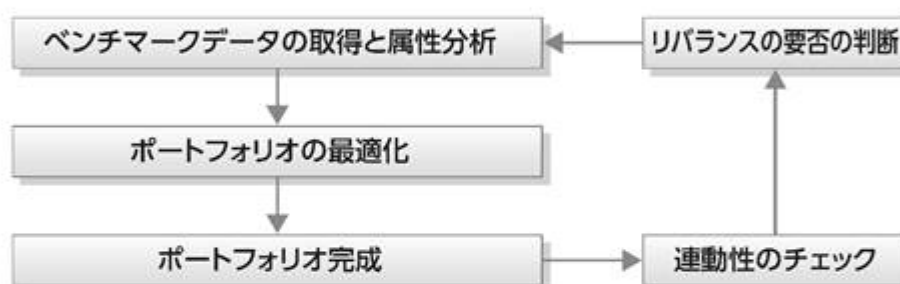 ベンチマークデータの取得と属性分析
リバランスの要否の判断
ポートフォリオの最適化
ポートフォリオ完成
連動性のチェック